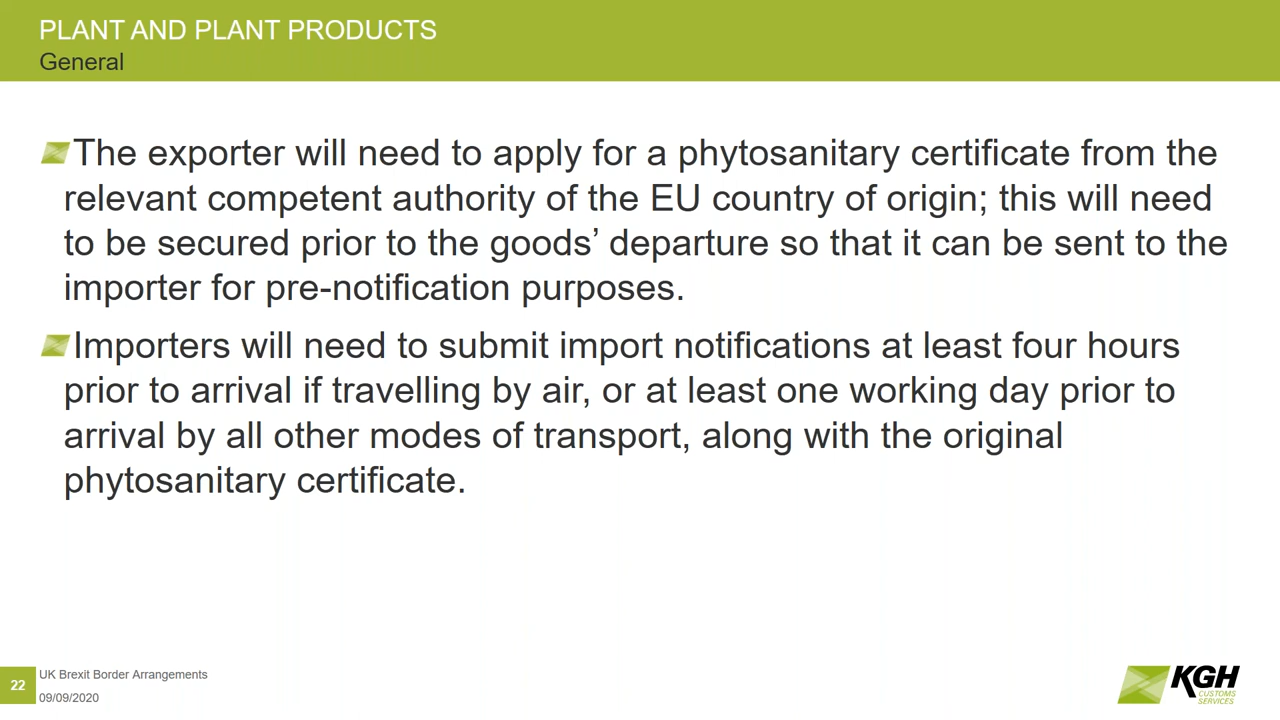 PLANT AND PLANT PRODUCTS
General
The exporter will need to apply for a phytosanitary certificate from the
relevant competent authority of the EU country of origin; this will need
to be secured prior to the goods’ departure so that it can be sent to the
importer for pre-notification purposes.
Importers will need to submit import notifications at least four hours
prior to arrival if travelling by air, or at least one working day prior to
arrival by all other modes of transport, along with the original
phytosanitary certificate.
22
UK Brexit Border Arrangements
09/09/2020
KGH
CUSTOMS
SERVICES